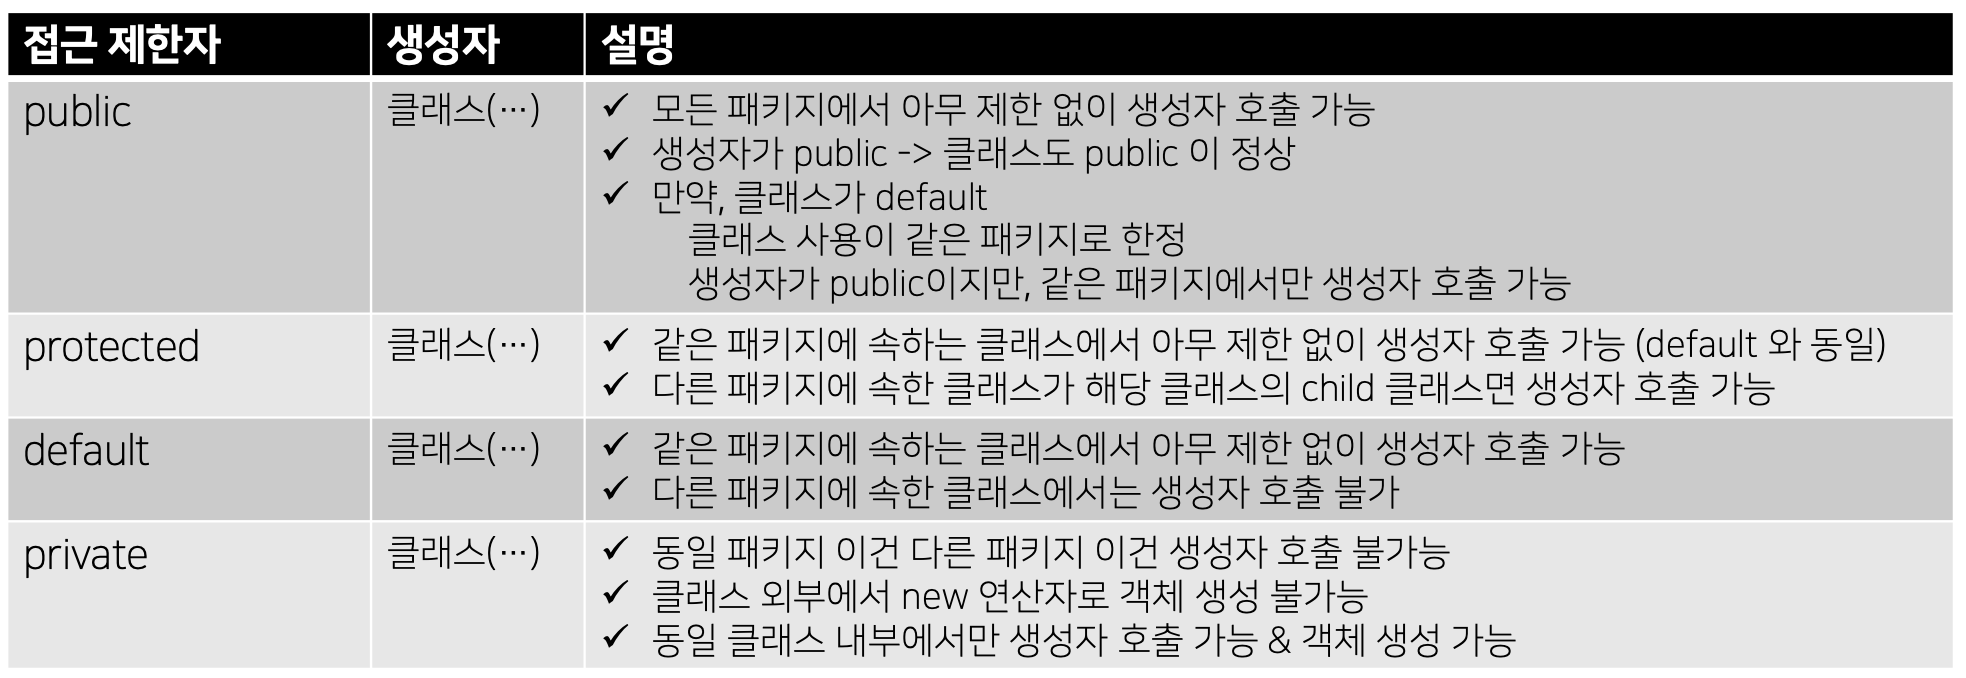 접근 제한자 생성자 설명
public 클래스(…) ✓ 모든 패키지에서 아무 제한 없이 생성자 호출 가능
✓ 생성자가 public -> 클래스도 public 이 정상
✓ 만약, 클래스가 default
클래스 사용이 같은 패키지로 한정
생성자가 public이지만, 같은 패키지에서만 생성자 호출 가능
protected 클래스(…) ✓ 같은 패키지에 속하는 클래스에서 아무 제한 없이 생성자 호출 가능 (default 와 동일)
✓ 다른 패키지에 속한 클래스가 해당 클래스의 child 클래스면 생성자 호출 가능
default 클래스(…) ✓ 같은 패키지에 속하는 클래스에서 아무 제한 없이 생성자 호출 가능
✓ 다른 패키지에 속한 클래스에서는 생성자 호출 불가
private 클래스(…) ✓ 동일 패키지 이건 다른 패키지 이건 생성자 호출 불가능
✓ 클래스 외부에서 new 연산자로 객체 생성 불가능
✓ 동일 클래스 내부에서만 생성자 호출 가능 & 객체 생성 가능